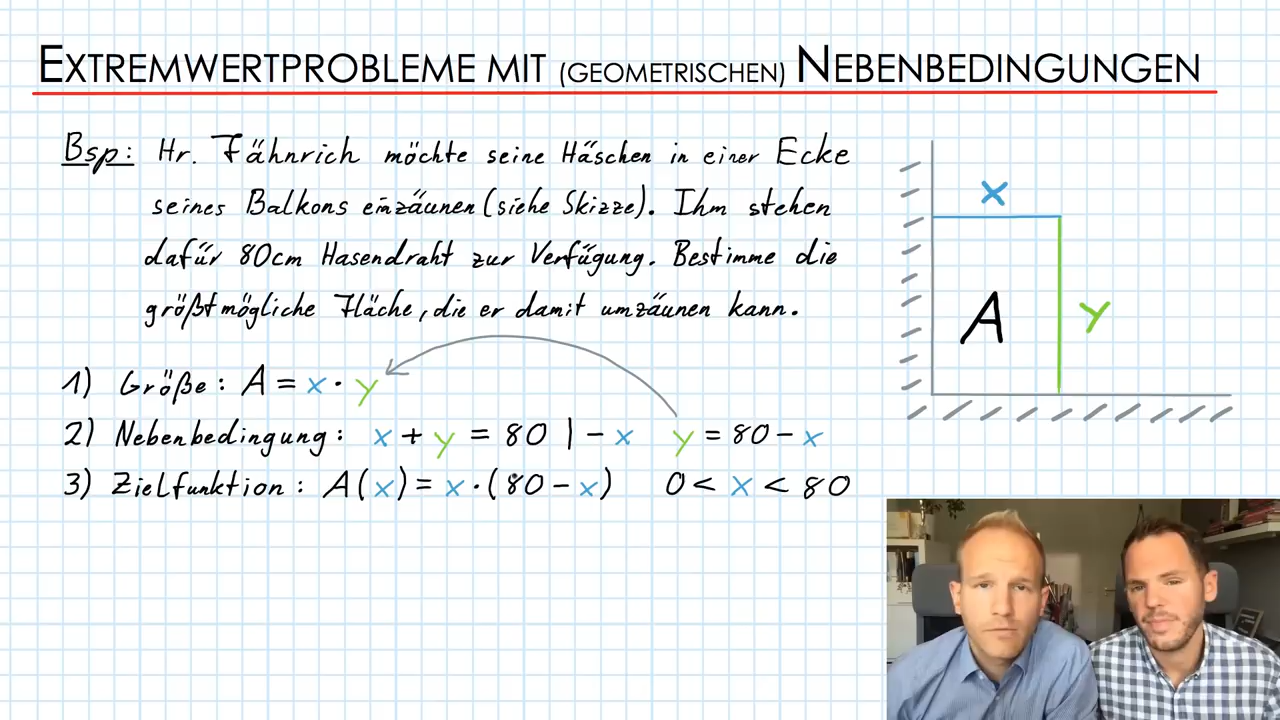 EXTREMWERTPROBLEME MIT (GEOMETRISCHEN) NEBENBEDINGUNGEN
Bsp: Hr. Fähnrich möchte seine Häschen in einer Ecke
seines Balkons einzäunen (siehe Skizze). Ihm stehen
dafür 80cm Hasendraht zur Verfügung. Bestimme die
größtmögliche Fläche, die er damit umzäunen kann.
x
A
y
1) Größe: A = x · y
2) Nebenbedingung: x + y = 80 | - x y = 80 - x
3) Zielfunktion: A(x) = x · (80 - x) 0 < x < 80